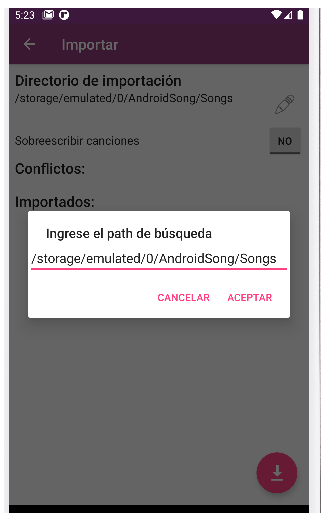 5:23
Importar
Directorio de importación
/storage/emulated/0/AndroidSong/Songs
Sobreescribir canciones
NO
Conflictos:
Importados:
Ingrese el path de búsqueda
/storage/emulated/0/AndroidSong/Songs
CANCELAR
ACEPTAR